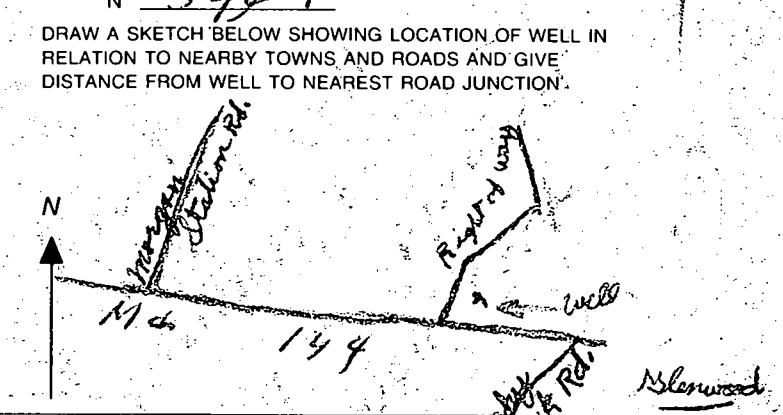 N
DRAW A SKETCH BELOW SHOWING LOCATION OF WELL IN
RELATION TO NEARBY TOWNS AND ROADS AND GIVE
DISTANCE FROM WELL TO NEAREST ROAD JUNCTION
Morgan
Station Rd.
Right of way
N
Well
Md
144
Rd.
Glenwood